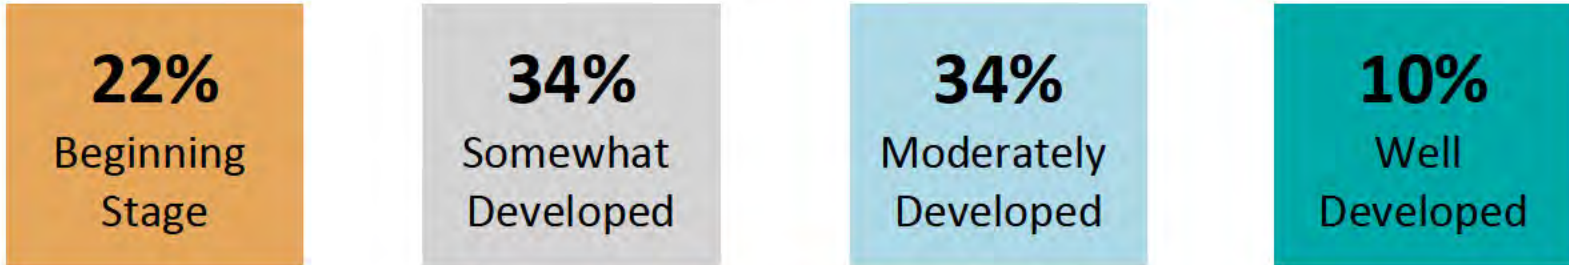 22%
Beginning
Stage
34%
Somewhat
Developed
34%
Moderately
Developed
10%
Well
Developed